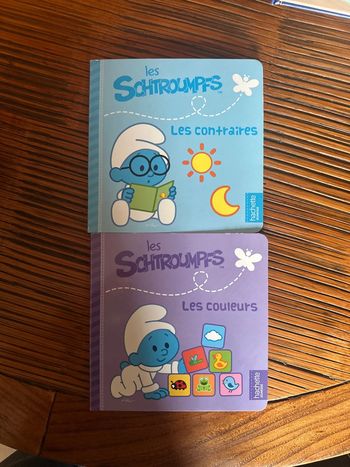 les
SCHTROUMPFS
Les contraires
hachette
les
SCHTROUMPFS
Les couleurs
hachette